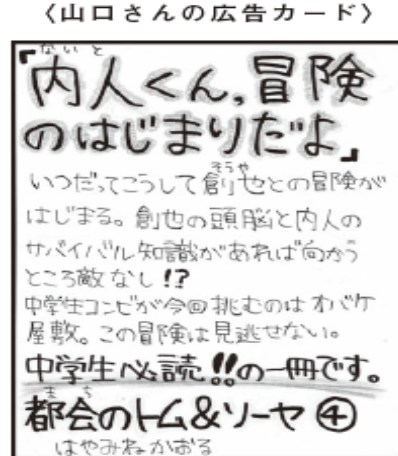 〈山口さんの広告カード〉
ないと
「内人くん,冒険
のはじまりだよ」
そうや
いつだってこうして創也との冒険が
はじまる。創也の頭脳と内人の
サバイバル知識があれば向かう
ところ敵なし!?
中学生コンビが今回挑むのはオバケ
屋敷。この冒険は見逃せない。
中学生必読!!の一冊です。
まち
都会のトム&ソーヤ④
はやみねかおる